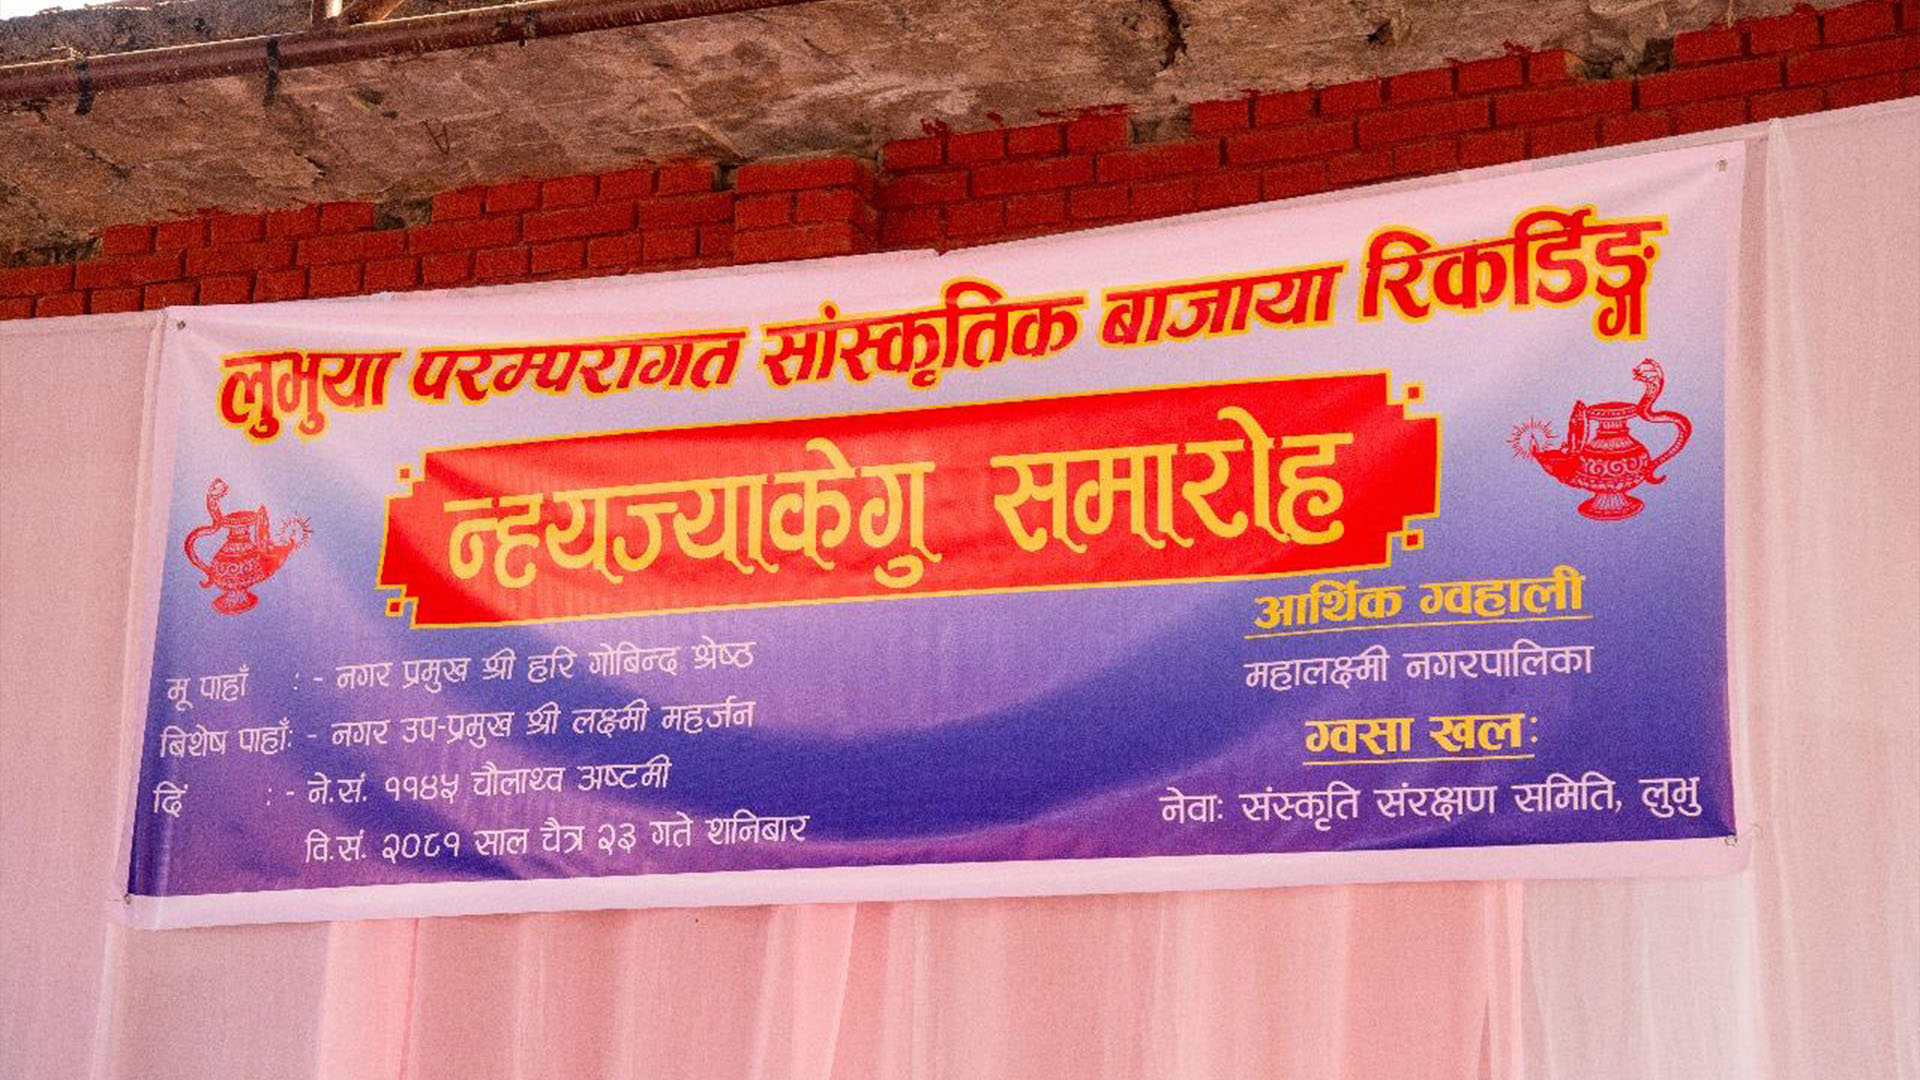 लुभुया परम्परागत सांस्कृतिक बाजाया रिकर्डिङ्ग
न्ह्यज्याकेगु समारोह
मू पाहाँ : - नगर प्रमुख श्री हरि गोबिन्द श्रेष्ठ
बिशेष पाहाँ: - नगर उप-प्रमुख श्री लक्ष्मी महर्जन
दिं : - ने.सं. ११४५ चौलाथ्व अष्टमी
वि.सं. २०८१ साल चैत्र २३ गते शनिबार
आर्थिक ग्वहाली
महालक्ष्मी नगरपालिका
ग्वसा खल:
नेवा: संस्कृति संरक्षण समिति, लुभु